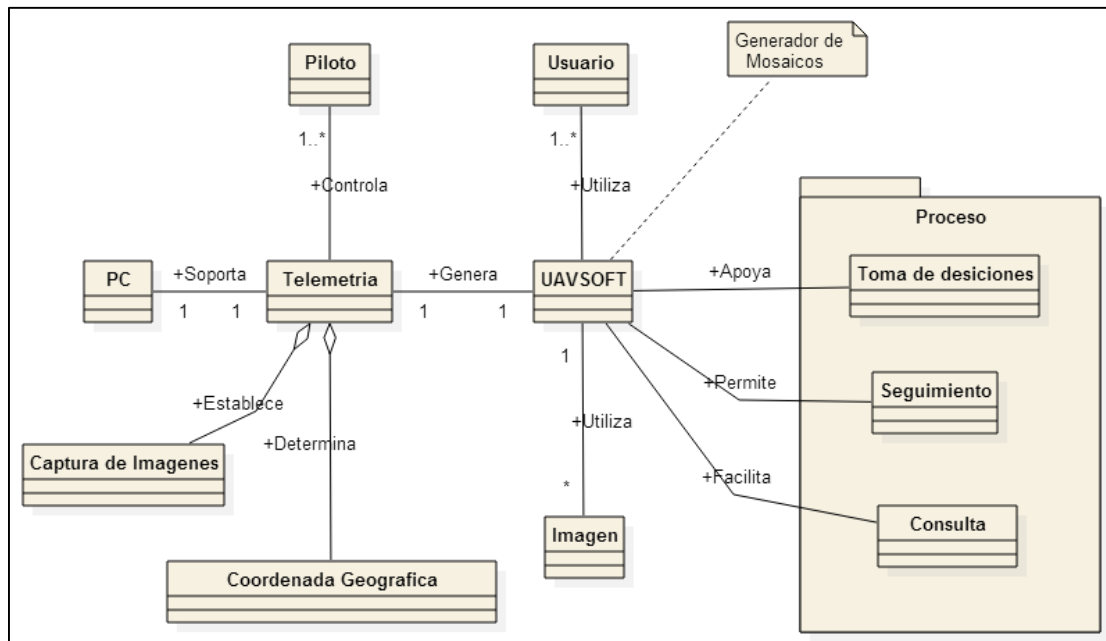 Piloto
Usuario
Generador de
Mosaicos
1..*
1..*
+Controla
+Utiliza
Proceso
PC
+Soporta
Telemetria
+Genera
UAVSOFT
+Apoya
Toma de desiciones
1
1
1
1
1
+Permite
Seguimiento
+Establece
+Utiliza
+Determina
Captura de Imagenes
+Facilita
*
Consulta
Imagen
Coordenada Geografica